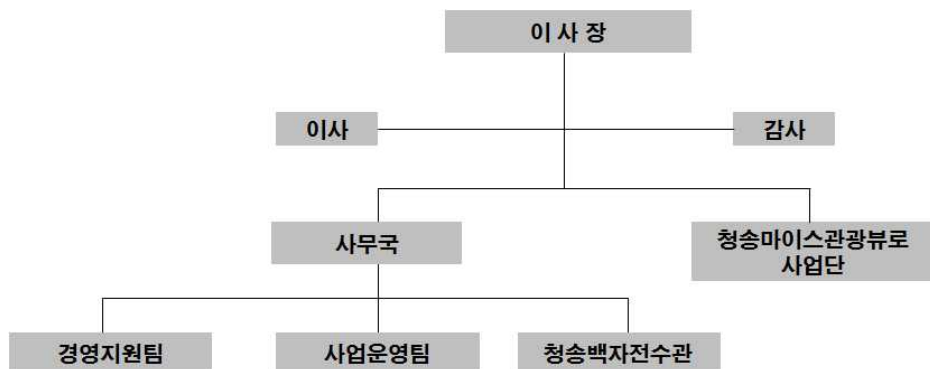 이 사 장
이사
감사
사무국
청송마이스관광뷰로
사업단
경영지원팀
사업운영팀
청송백자전수관